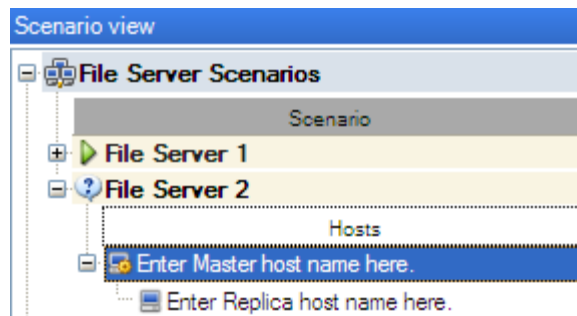 Scenario view
File Server Scenarios
Scenario
File Server 1
File Server 2
Hosts
Enter Master host name here.
Enter Replica host name here.